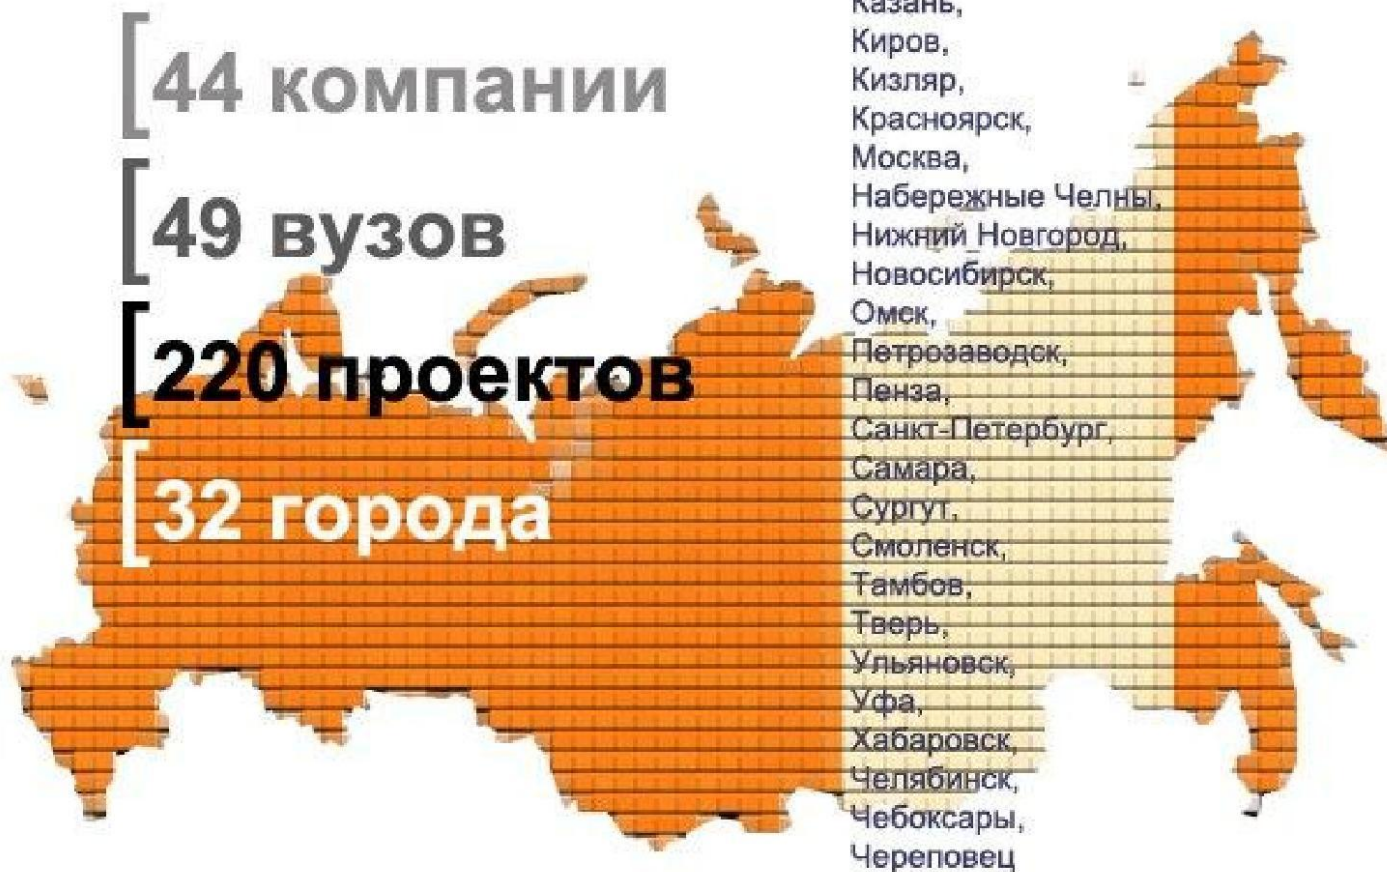 44 компании
49 вузов
220 проектов
32 города
Казань,
Киров,
Кизляр,
Красноярск,
Москва,
Набережные Челны,
Нижний Новгород,
Новосибирск,
Омск,
Петрозаводск,
Пенза,
Санкт-Петербург,
Самара,
Сургут,
Смоленск,
Тамбов,
Тверь,
Ульяновск,
Уфа,
Хабаровск,
Челябинск,
Чебоксары,
Череповец